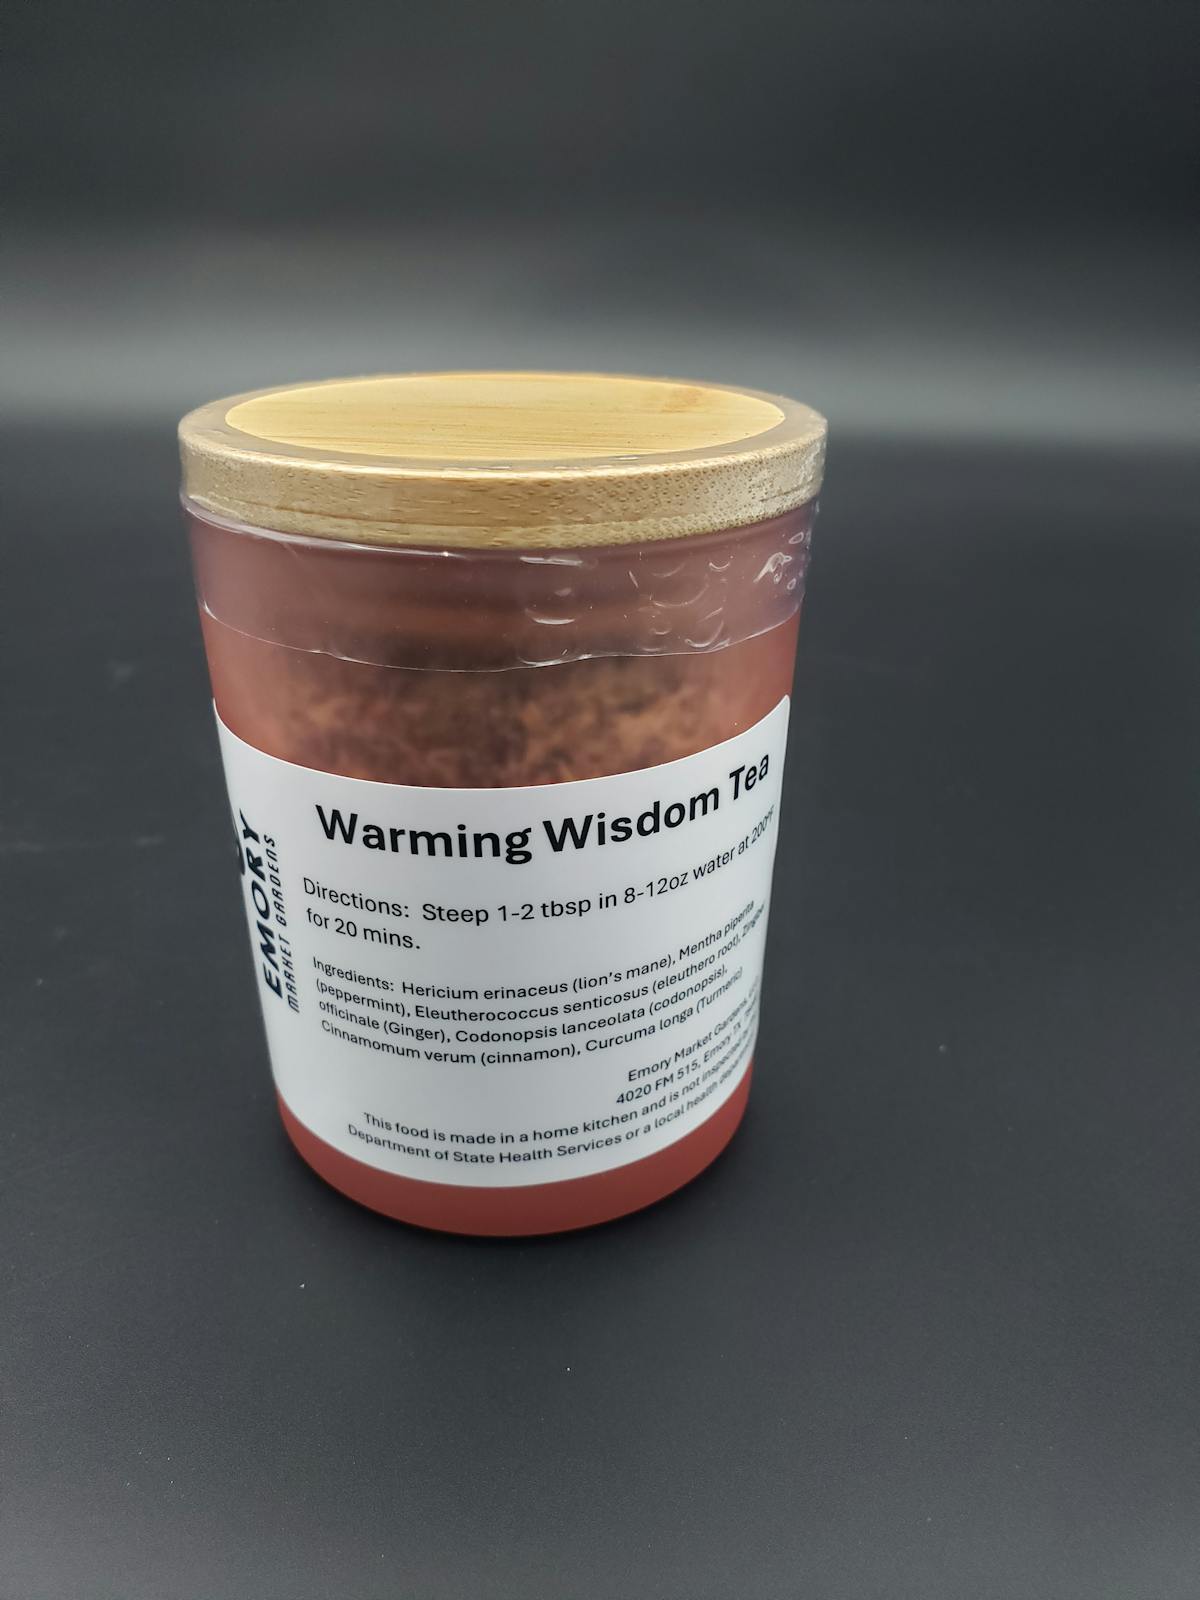 EMORY
MARKET GARDENS
Warming Wisdom Tea
Directions: Steep 1-2 tbsp in 8-12oz water at 200°F
for 20 mins.
Ingredients: Hericium erinaceus (lion's mane), Mentha piperita
(peppermint), Eleutherococcus senticosus (eleuthero root), Zingiber
officinale (Ginger), Codonopsis lanceolata (codonopsis),
Cinnamomum verum (cinnamon), Curcuma longa (Turmeric)
Emory Market Gardens,
4020 FM 515, Emory TX
This food is made in a home kitchen and is not inspected by
Department of State Health Services or a local health department